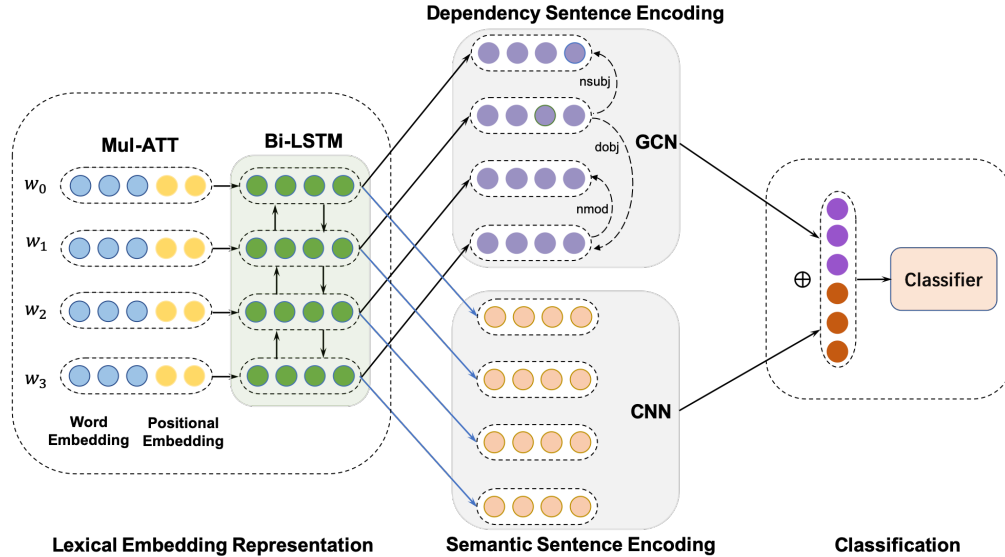 Dependency Sentence Encoding
nsubj
GCN
dobj
nmod
Mul-ATT
Bi-LSTM
w0
w1
w2
w3
Word
Embedding
Positional
Embedding
CNN
⊕
Classifier
Lexical Embedding Representation
Semantic Sentence Encoding
Classification